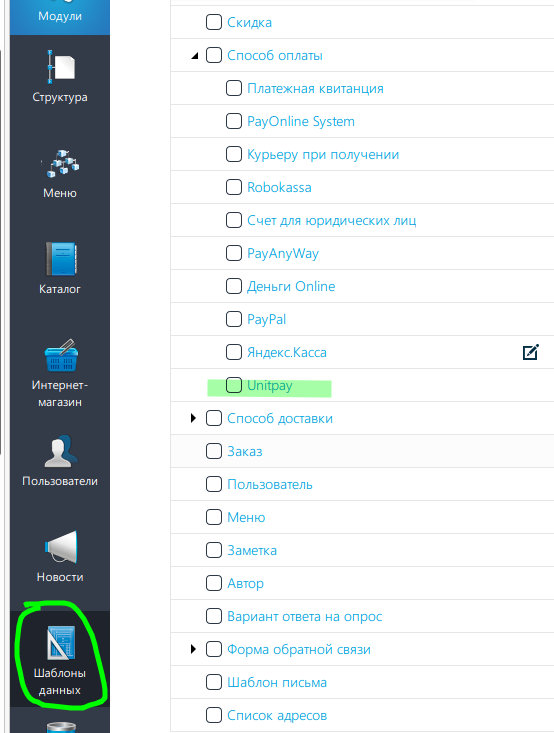 Модули
Структура
Меню
Каталог
Интернет-
магазин
Пользователи
Новости
Шаблоны
данных
Скидка
Способ оплаты
Платежная квитанция
PayOnline System
Курьеру при получении
Robokassa
Счет для юридических лиц
PayAnyWay
Деньги Online
PayPal
Яндекс.Касса
Unitpay
Способ доставки
Заказ
Пользователь
Меню
Заметка
Автор
Вариант ответа на опрос
Форма обратной связи
Шаблон письма
Список адресов